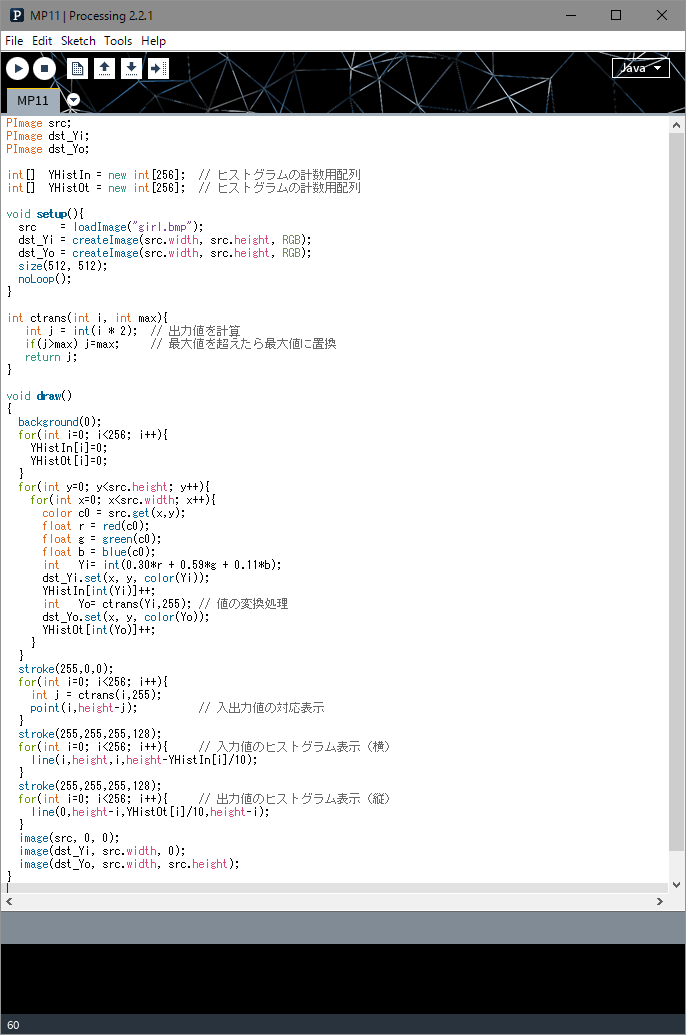 MP11 | Processing 2.2.1
File Edit Sketch Tools Help
Java
MP11
PImage src;
PImage dst_Yi;
PImage dst_Yo;

int[]  YHistIn = new int[256];  // ヒストグラムの計数用配列
int[]  YHistOt = new int[256];  // ヒストグラムの計数用配列

void setup(){
  src    = loadImage("girl.bmp");
  dst_Yi = createImage(src.width, src.height, RGB);
  dst_Yo = createImage(src.width, src.height, RGB);
  size(512, 512);
  noLoop();
}

int ctrans(int i, int max){
   int j = int(i * 2);  // 出力値を計算
   if(j>max) j=max;     // 最大値を超えたら最大値に置換
   return j;
}

void draw()
{
  background(0);
  for(int i=0; i<256; i++){
    YHistIn[i]=0;
    YHistOt[i]=0;
  }
  for(int y=0; y<src.height; y++){
    for(int x=0; x<src.width; x++){
      color c0 = src.get(x,y);
      float r = red(c0);
      float g = green(c0);
      float b = blue(c0);
      int   Yi= int(0.30*r + 0.59*g + 0.11*b);
      dst_Yi.set(x, y, color(Yi));
      YHistIn[int(Yi)]++;
      int   Yo= ctrans(Yi,255); // 値の変換処理
      dst_Yo.set(x, y, color(Yo));
      YHistOt[int(Yo)]++;
    }
  }
  stroke(255,0,0);
  for(int i=0; i<256; i++){
    int j = ctrans(i,255);
    point(i,height-j);          // 入出力値の対応表示
  }
  stroke(255,255,255,128);
  for(int i=0; i<256; i++){     // 入力値のヒストグラム表示（横）
    line(i,height,i,height-YHistIn[i]/10);
  }
  stroke(255,255,255,128);
  for(int i=0; i<256; i++){     // 出力値のヒストグラム表示（縦）
    line(0,height-i,YHistOt[i]/10,height-i);
  }
  image(src, 0, 0);
  image(dst_Yi, src.width, 0);
  image(dst_Yo, src.width, src.height);
}
60